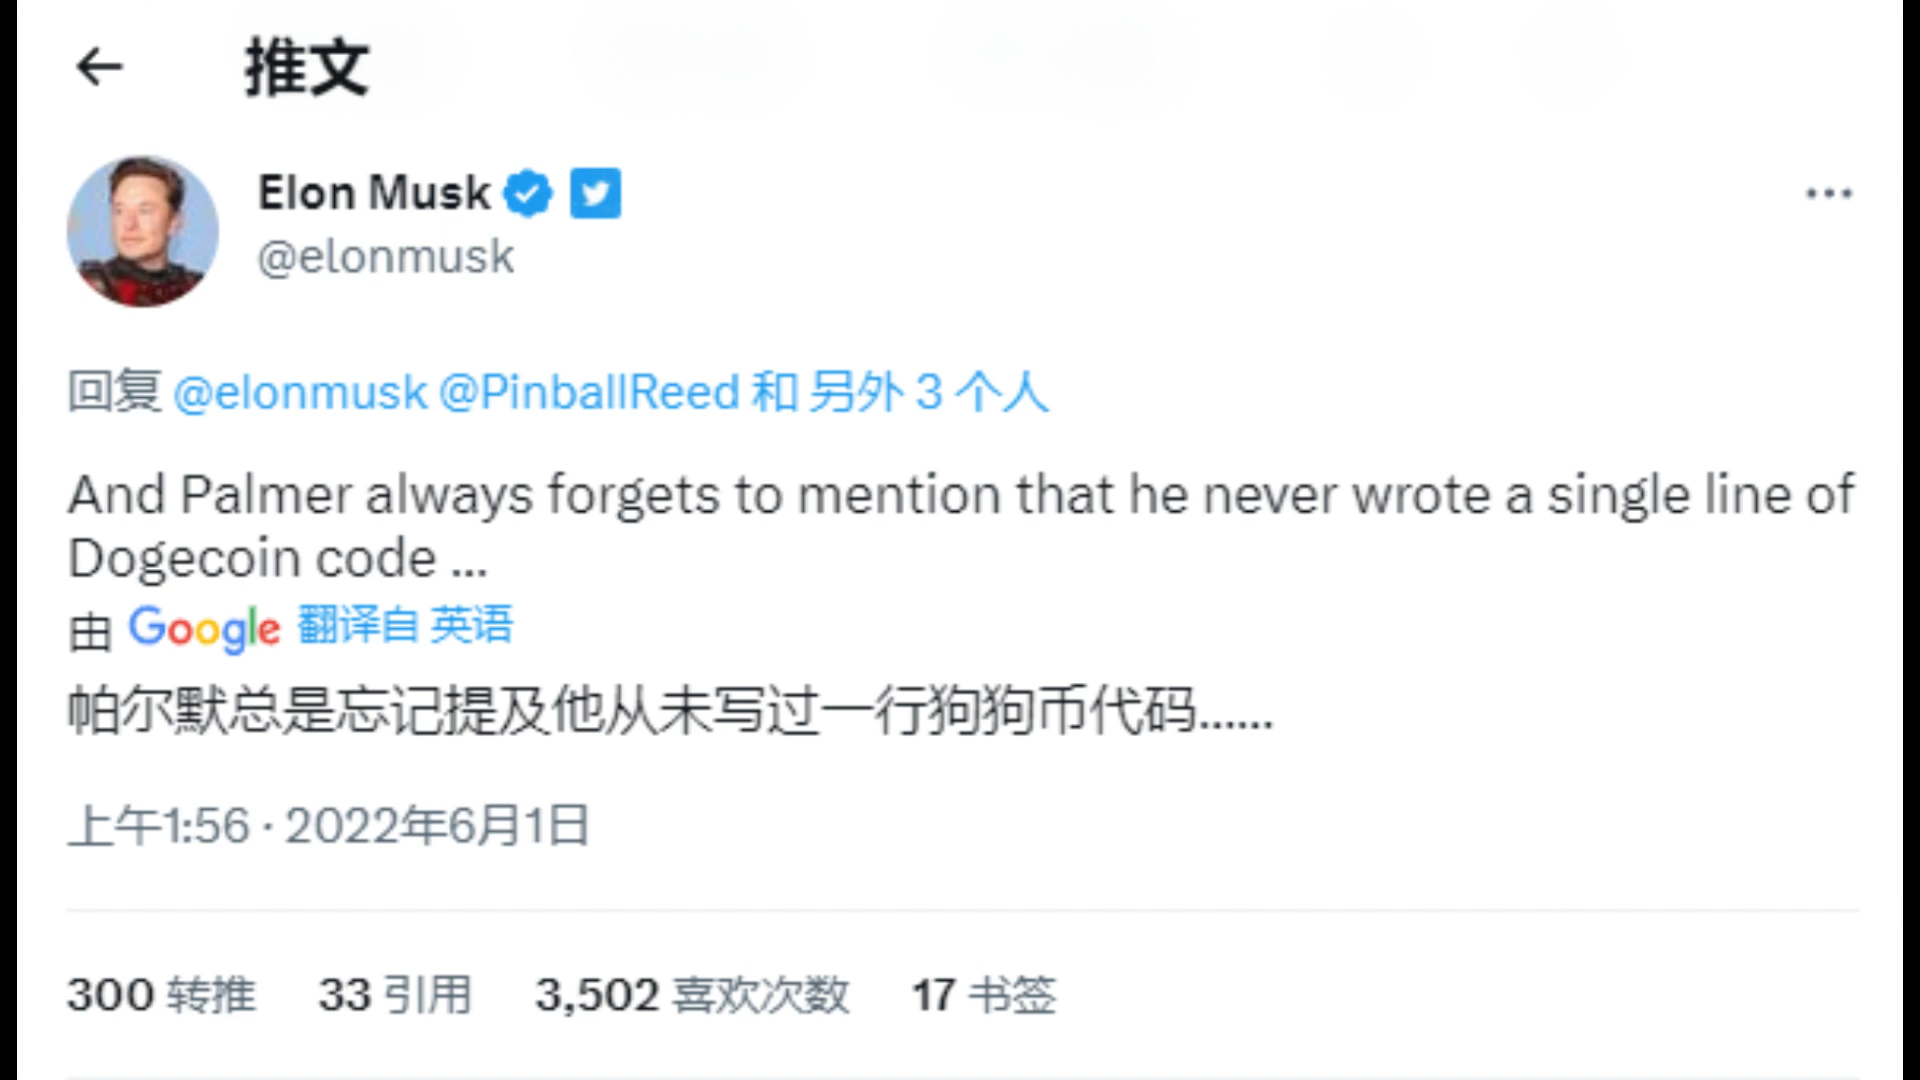 推文
Elon Musk
@elonmusk
回复 @elonmusk @PinballReed 和 另外 3 个人
And Palmer always forgets to mention that he never wrote a single line of
Dogecoin code ...
由 Google 翻译自 英语
帕尔默总是忘记提及他从未写过一行狗狗币代码......
上午1:56 · 2022年6月1日
300 转推 33 引用 3,502 喜欢次数 17 书签